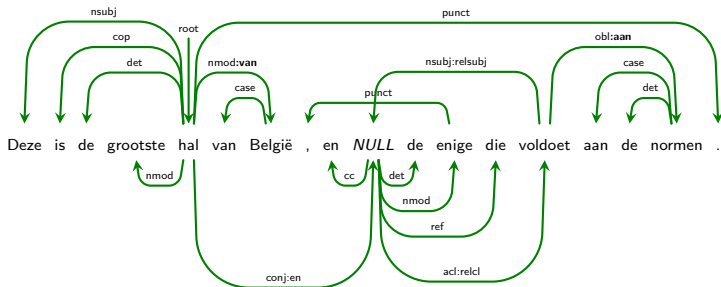 punct
nsubj
root
cop
obl:aan
det
nmod:van
nsubj:relsubj
case
case
punct
det
Deze is de grootste hal van België , en NULL de enige die voldoet aan de normen .
nmod
cc
det
nmod
ref
conj:en
acl:relcl